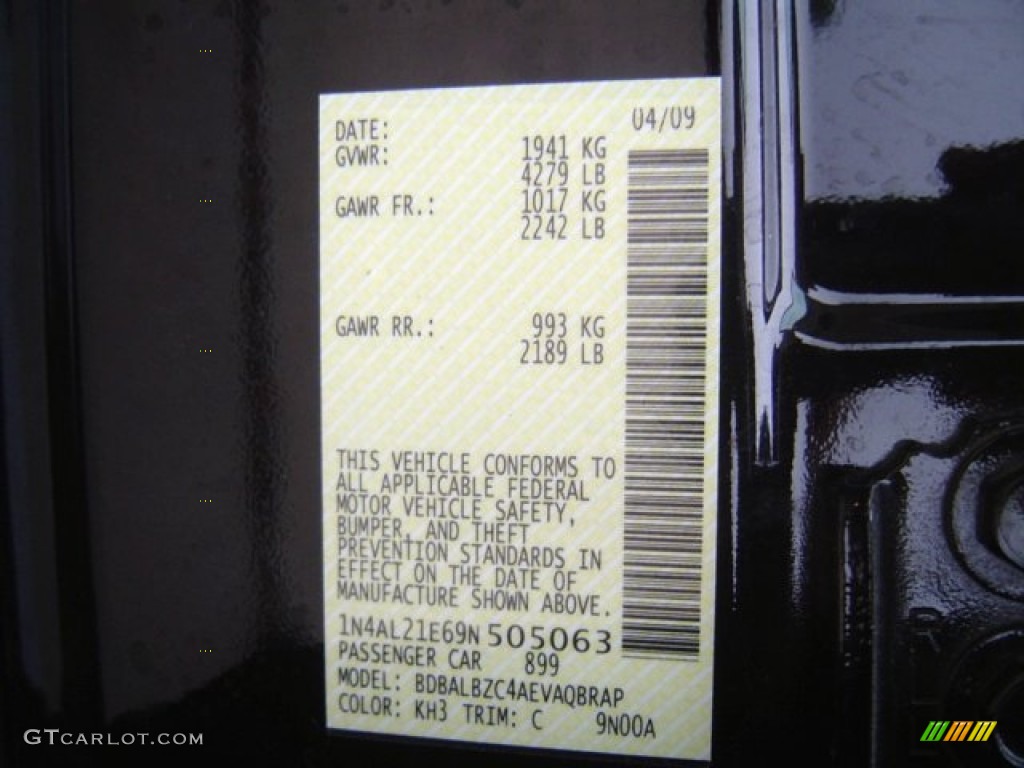 DATE: 04/09
GVWR: 1941 KG
4279 LB
GAWR FR.: 1017 KG
2242 LB
GAWR RR.: 993 KG
2189 LB
THIS VEHICLE CONFORMS TO
ALL APPLICABLE FEDERAL
MOTOR VEHICLE SAFETY,
BUMPER, AND THEFT
PREVENTION STANDARDS IN
EFFECT ON THE DATE OF
MANUFACTURE SHOWN ABOVE.
1N4AL21E69N505063
PASSENGER CAR 899
MODEL: BDBALBZC4AEVAQBRAP
COLOR: KH3 TRIM: C 9N00A
GTCARLOT.COM